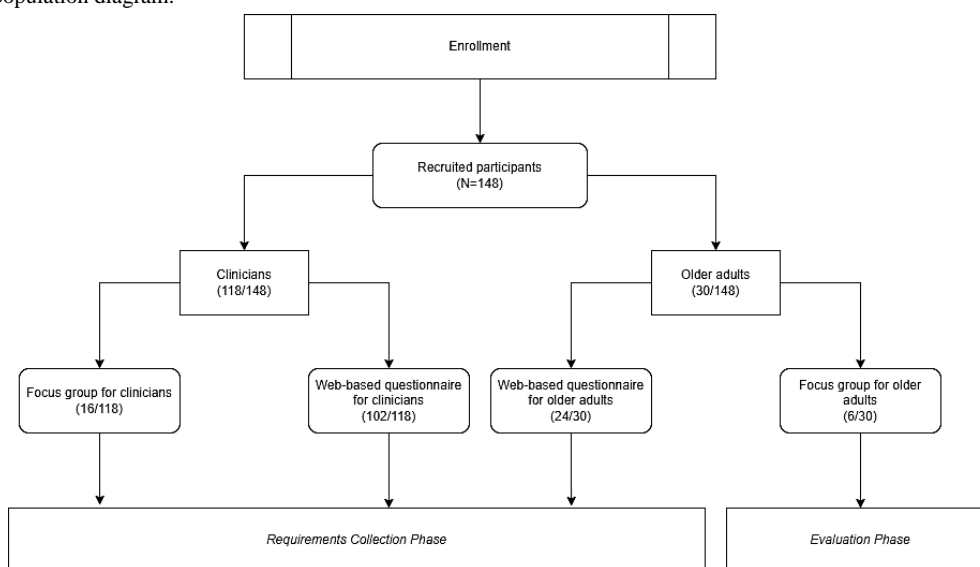 population diagram.
Enrollment
Recruited participants
(N=148)
Clinicians
(118/148)
Older adults
(30/148)
Focus group for clinicians
(16/118)
Web-based questionnaire
for clinicians
(102/118)
Web-based questionnaire
for older adults
(24/30)
Focus group for older
adults
(6/30)
Requirements Collection Phase
Evaluation Phase